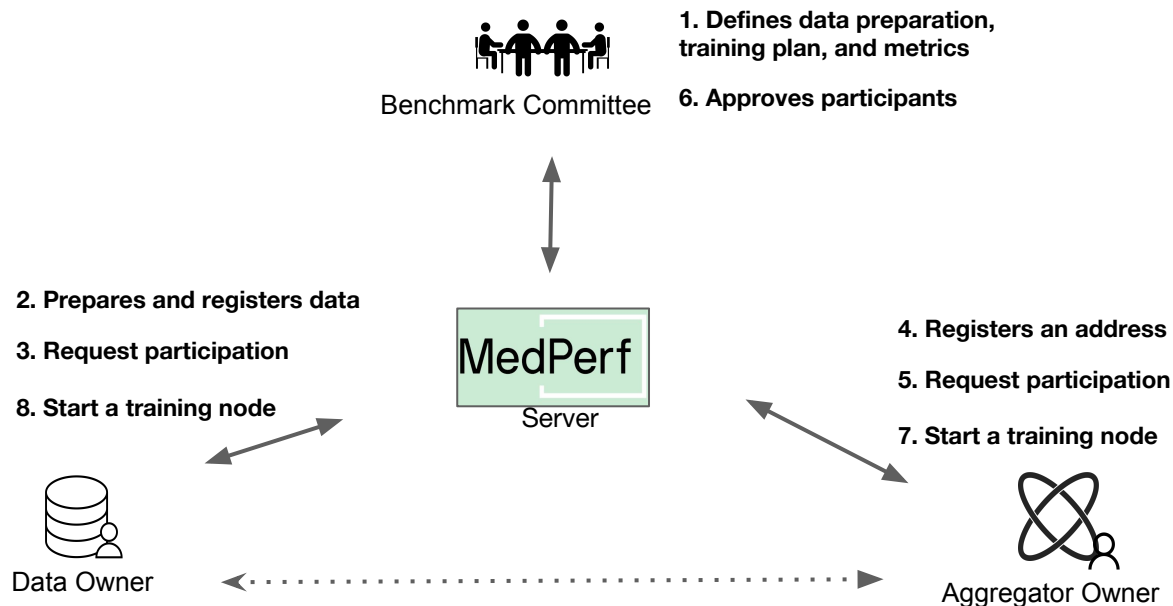 1. Defines data preparation,
training plan, and metrics
6. Approves participants
Benchmark Committee
2. Prepares and registers data
3. Request participation
8. Start a training node
MedPerf
Server
4. Registers an address
5. Request participation
7. Start a training node
Data Owner
Aggregator Owner